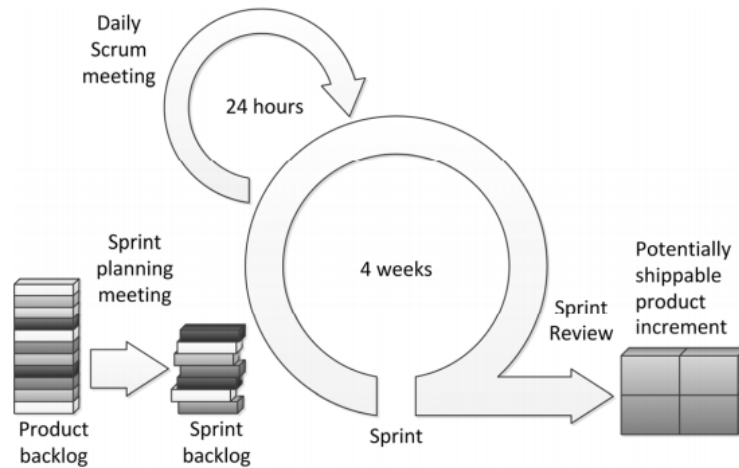 Daily
Scrum
meeting
24 hours
Sprint
planning
meeting
4 weeks
Potentially
shippable
product
increment
Sprint
Review
Product
backlog
Sprint
backlog
Sprint